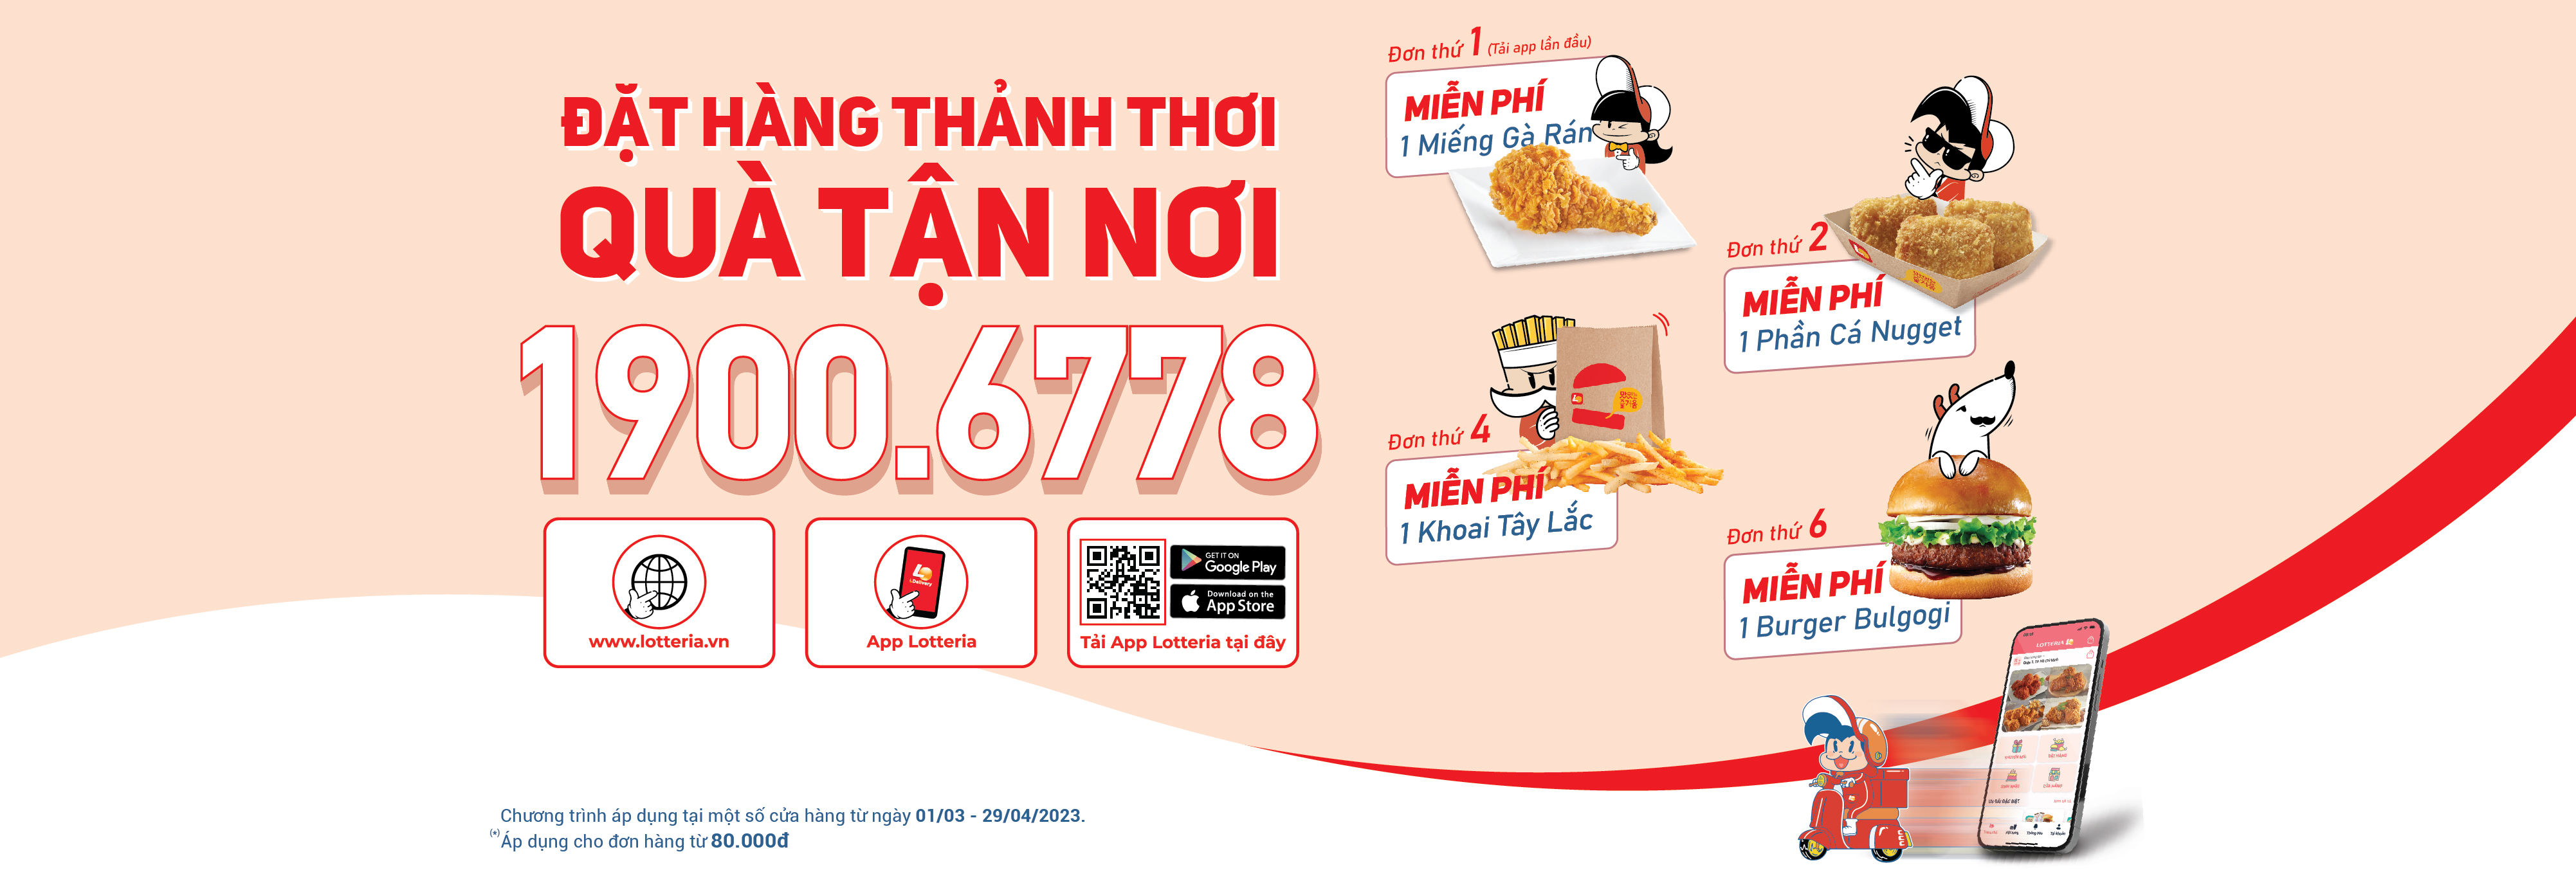 ĐẶT HÀNG THẢNH THƠI
QUÀ TẬN NƠI
1900.6778
www.lotteria.vn
L.Delivery
App Lotteria
GET IT ON
Google Play
Download on the
App Store
Tải App Lotteria tại đây
Đơn thứ 1 (Tải app lần đầu)
MIỄN PHÍ
1 Miếng Gà Rán
Đơn thứ 2
MIỄN PHÍ
1 Phần Cá Nugget
Đơn thứ 4
MIỄN PHÍ
1 Khoai Tây Lắc
Đơn thứ 6
MIỄN PHÍ
1 Burger Bulgogi
LOTTERIA
Chương trình áp dụng tại một số cửa hàng từ ngày 01/03 - 29/04/2023.
(*) Áp dụng cho đơn hàng từ 80.000đ